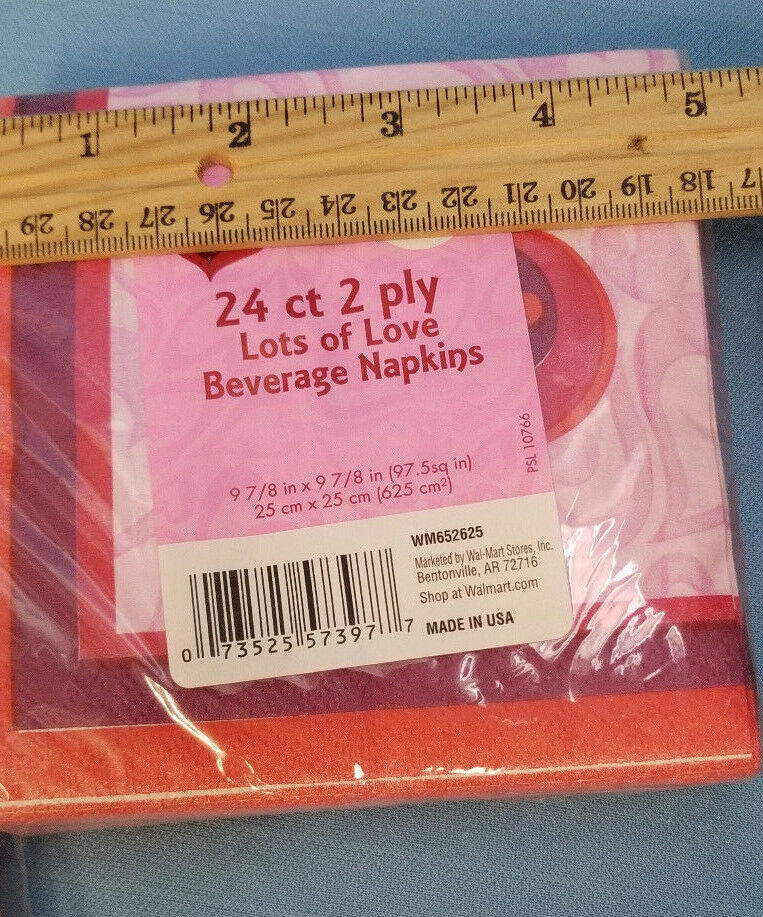 1 2 3 4 5
29 28 27 26 25 24 23 22 21 20 19 18 17
24 ct 2 ply
Lots of Love
Beverage Napkins
PSL 10766
9 7/8 in x 9 7/8 in (97.5sq in)
25 cm x 25 cm (625 cm²)
WM652625
Marketed by Wal-Mart Stores, Inc.
Bentonville, AR 72716
Shop at Walmart.com
MADE IN USA
0 73525 57397 7